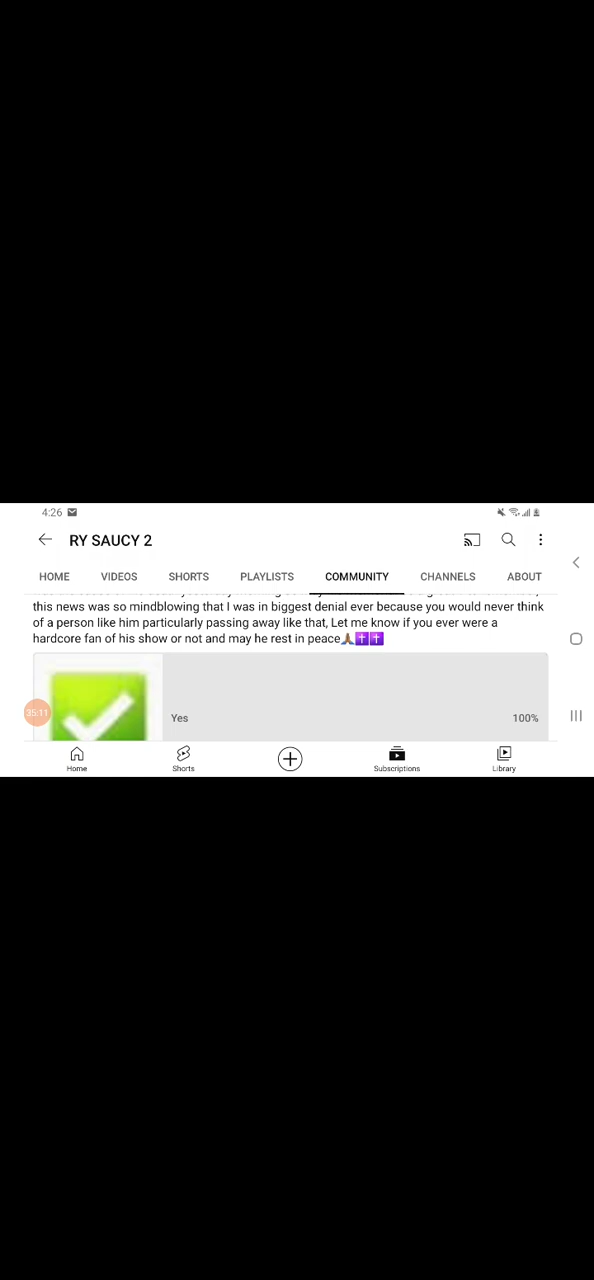 4:26
RY SAUCY 2
HOME VIDEOS SHORTS PLAYLISTS COMMUNITY CHANNELS ABOUT
this news was so mindblowing that I was in biggest denial ever because you would never think
of a person like him particularly passing away like that, Let me know if you ever were a
hardcore fan of his show or not and may he rest in peace🙏🏾✝️✝️
35:11
Yes 100%
Home Shorts Subscriptions Library